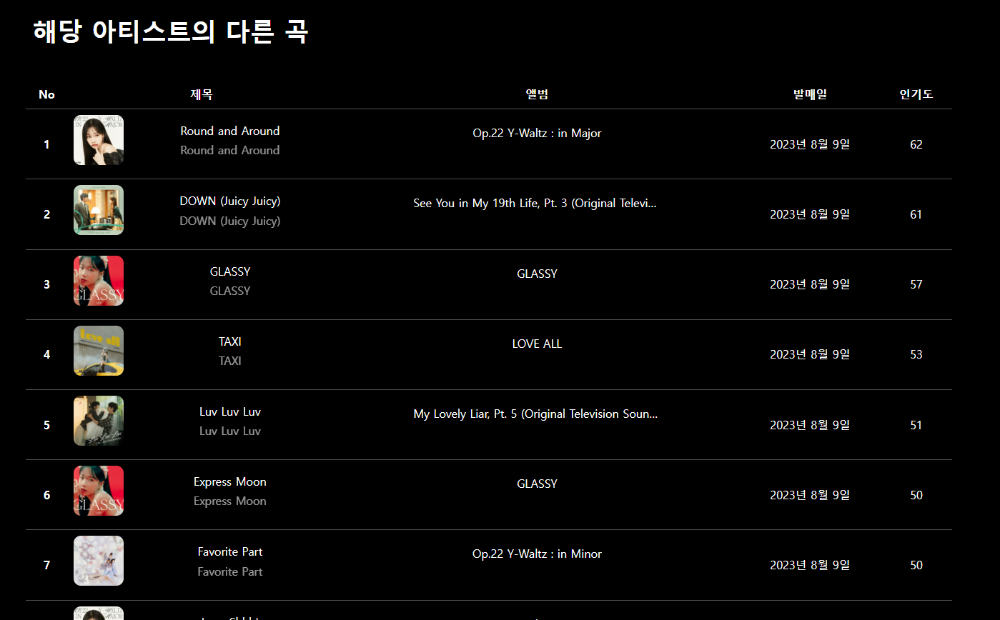 해당 아티스트의 다른 곡
No 제목 앨범 발매일 인기도
1 Round and Around Op.22 Y-Waltz : in Major 2023년 8월 9일 62
Round and Around
2 DOWN (Juicy Juicy) See You in My 19th Life, Pt. 3 (Original Televi... 2023년 8월 9일 61
DOWN (Juicy Juicy)
GLASSY
3 GLASSY GLASSY 2023년 8월 9일 57
GLASSY
Love all
4 TAXI LOVE ALL 2023년 8월 9일 53
TAXI
5 Luv Luv Luv My Lovely Liar, Pt. 5 (Original Television Soun... 2023년 8월 9일 51
Luv Luv Luv
Luv Luv Luv
GLASSY
6 Express Moon GLASSY 2023년 8월 9일 50
Express Moon
7 Favorite Part Op.22 Y-Waltz : in Minor 2023년 8월 9일 50
Favorite Part